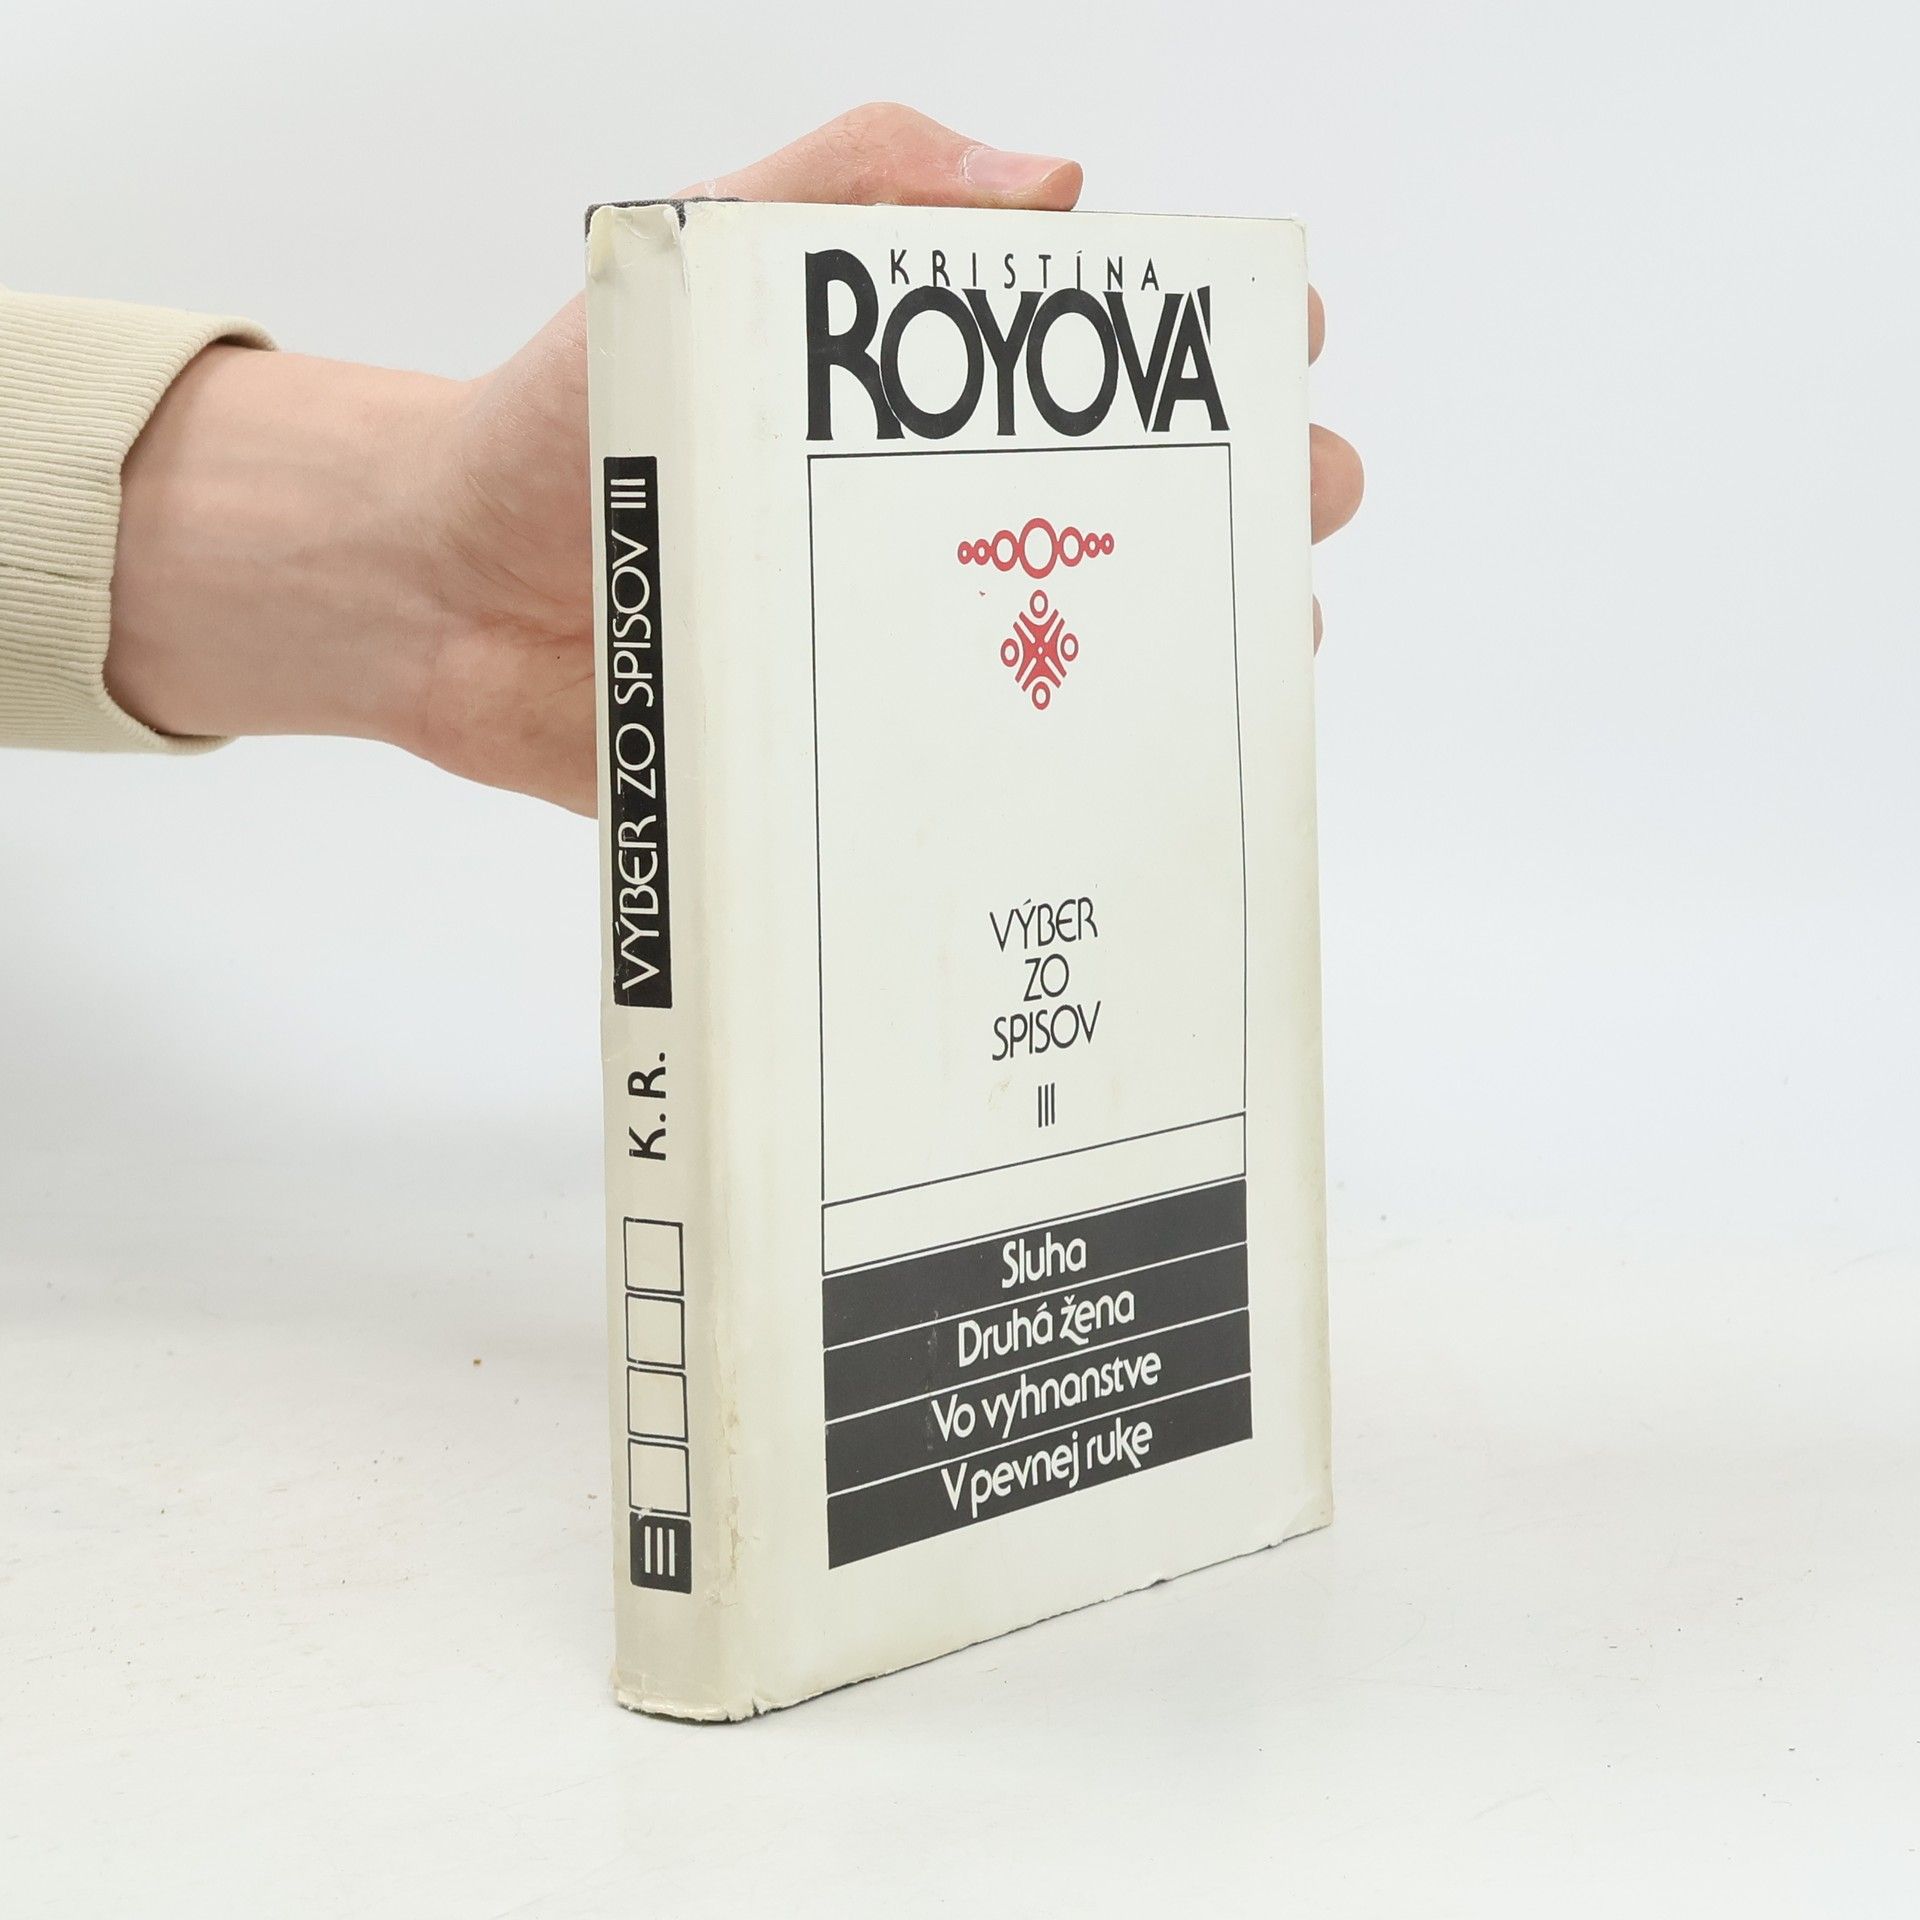 KRISTÍNA
ROYOVÁ
VÝBER
ZO
SPISOV
III
Sluha
Druhá žena
Vo vyhnanstve
V pevnej ruke
VÝBER ZO SPISOV III
K. R.
III